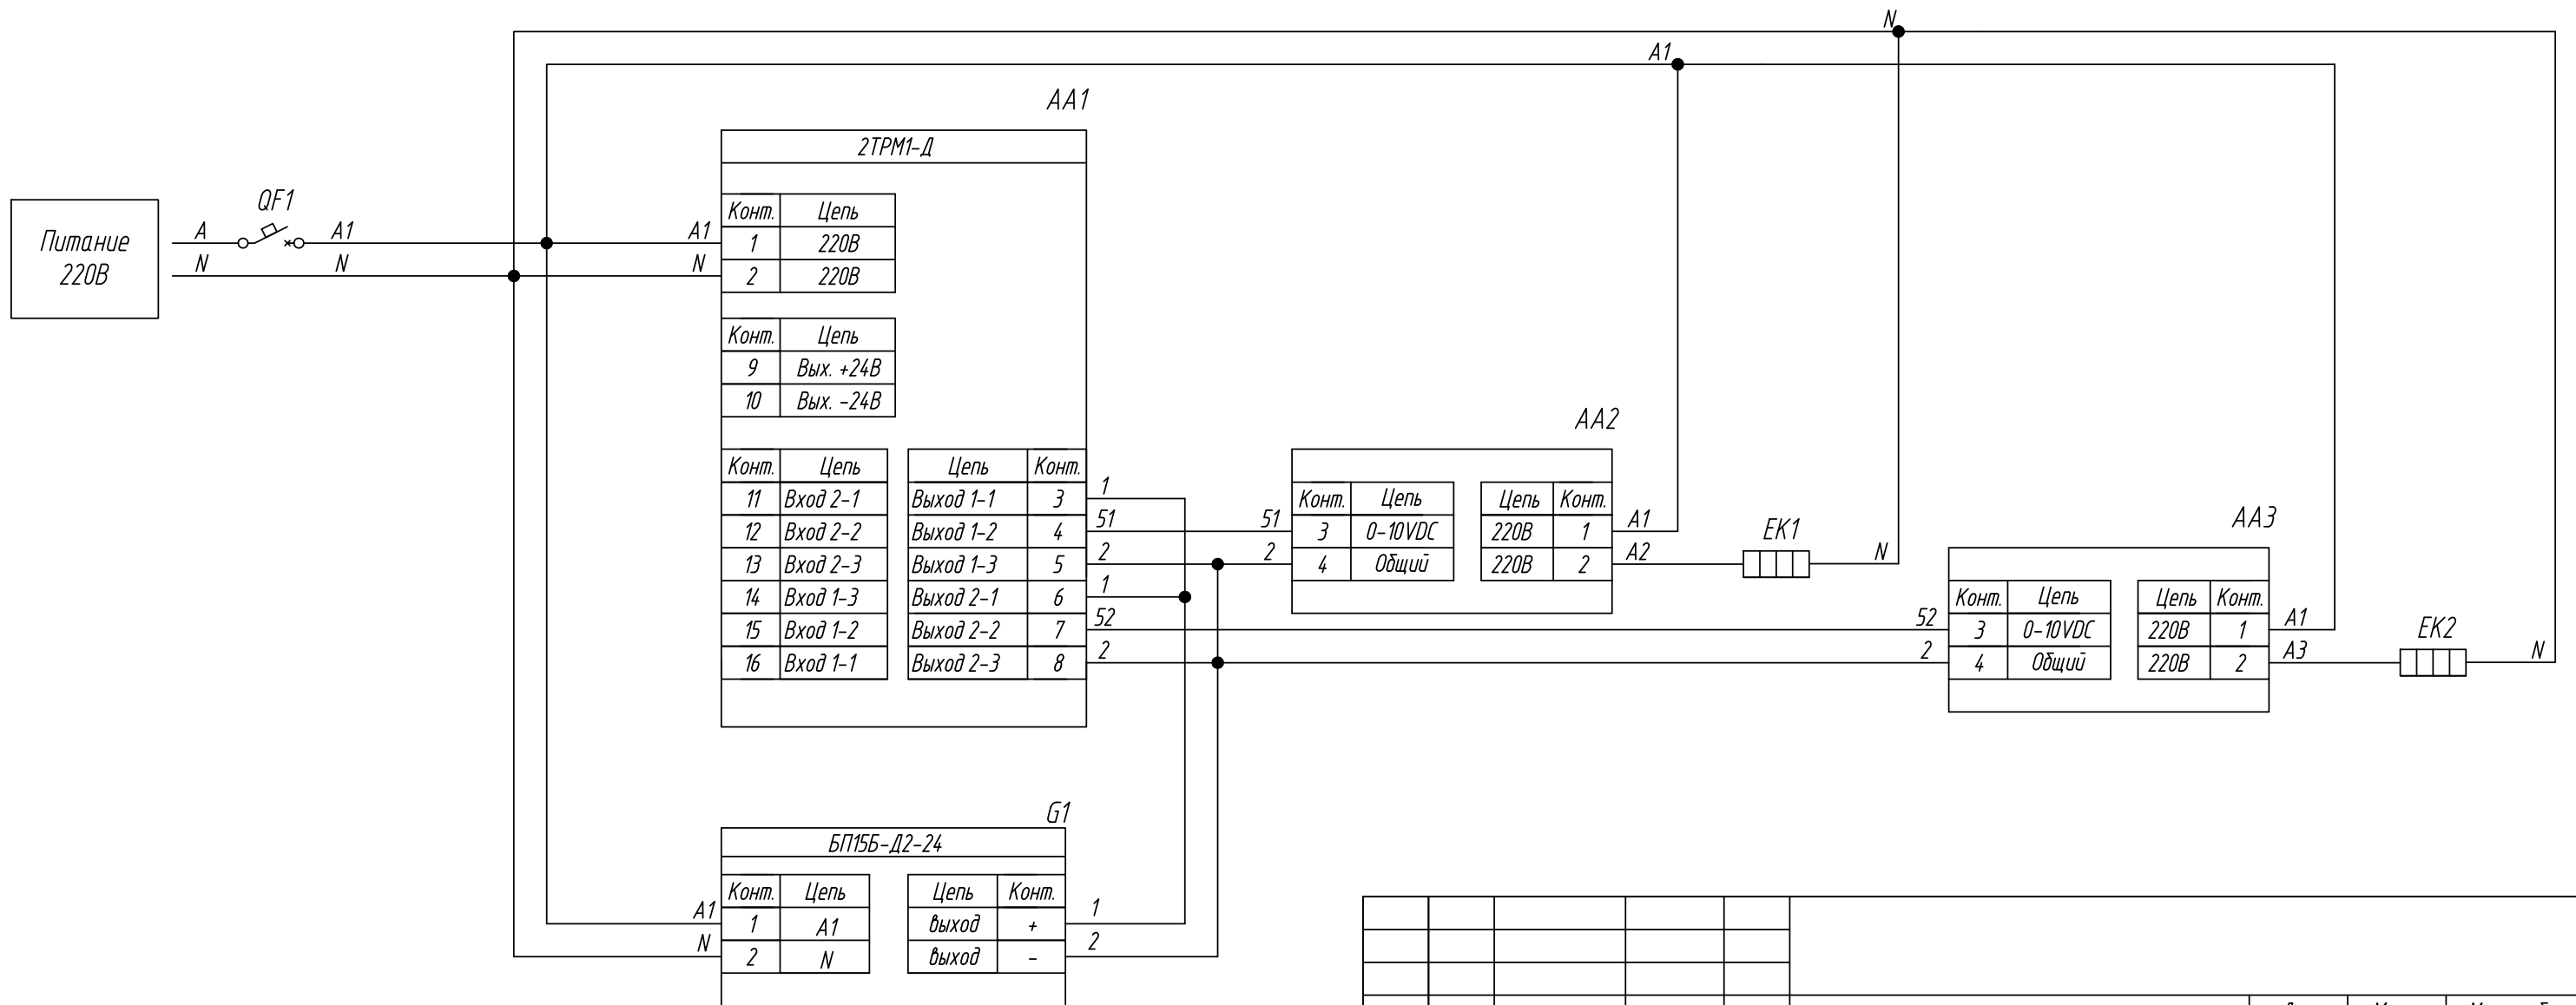 N
A1
AA1
2ТРМ1-Д
QF1
Питание
220В
A
A1
A1
N
N
N
Конт. Цепь
1 220В
2 220В
Конт. Цепь
9 Вых. +24В
10 Вых. -24В
Конт. Цепь Цепь Конт.
11 Вход 2-1 Выход 1-1 3 1
12 Вход 2-2 Выход 1-2 4 51
13 Вход 2-3 Выход 1-3 5 2
14 Вход 1-3 Выход 2-1 6 1
15 Вход 1-2 Выход 2-2 7 52
16 Вход 1-1 Выход 2-3 8 2
AA2
Конт. Цепь Цепь Конт.
51 3 0-10VDC 220В 1 A1
2 4 Общий 220В 2 A2
EK1
N
AA3
Конт. Цепь Цепь Конт.
52 3 0-10VDC 220В 1 A1
2 4 Общий 220В 2 A3
EK2
N
G1
БП15Б-Д2-24
Конт. Цепь Цепь Конт.
A1 1 A1 выход + 1
N 2 N выход - 2